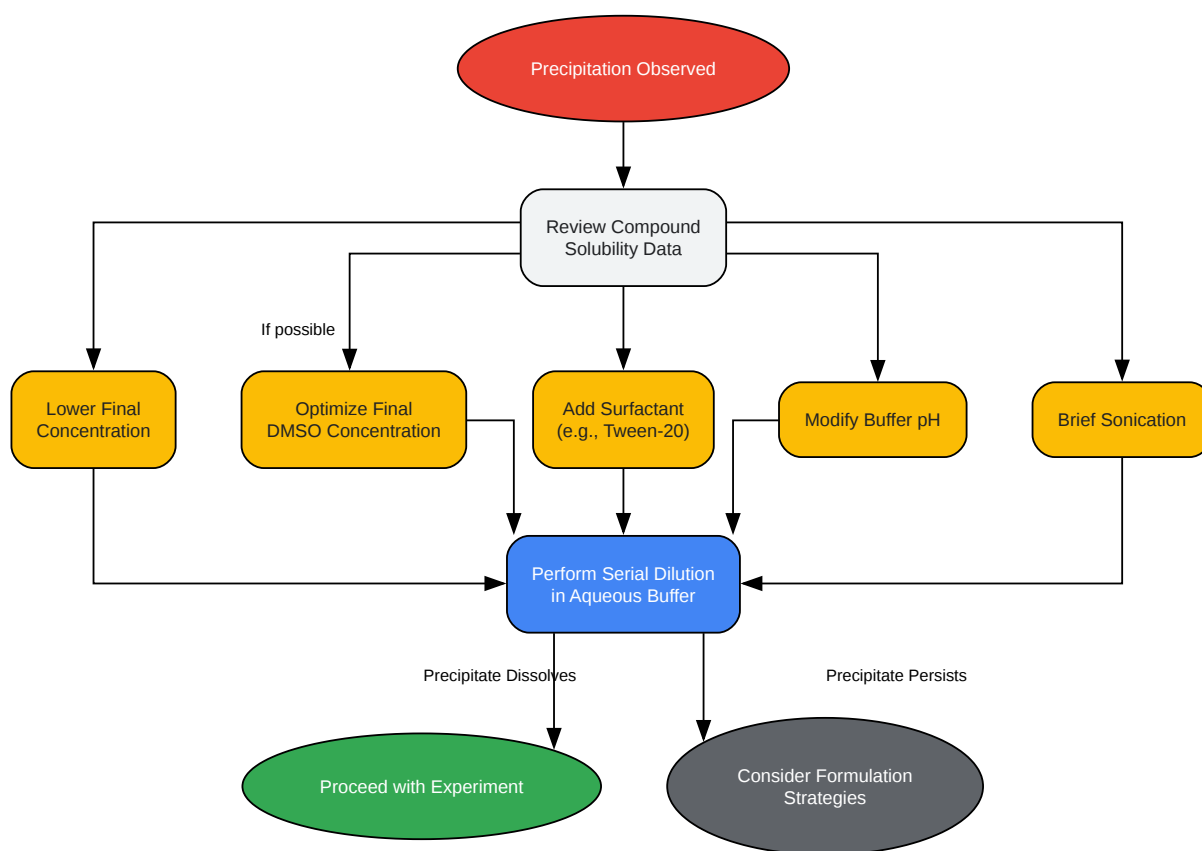 Precipitation Observed
Review Compound
Solubility Data
If possible
Lower Final
Concentration
Optimize Final
DMSO Concentration
Add Surfactant
(e.g., Tween-20)
Modify Buffer pH
Brief Sonication
Perform Serial Dilution
in Aqueous Buffer
Precipitate Dissolves
Precipitate Persists
Proceed with Experiment
Consider Formulation
Strategies